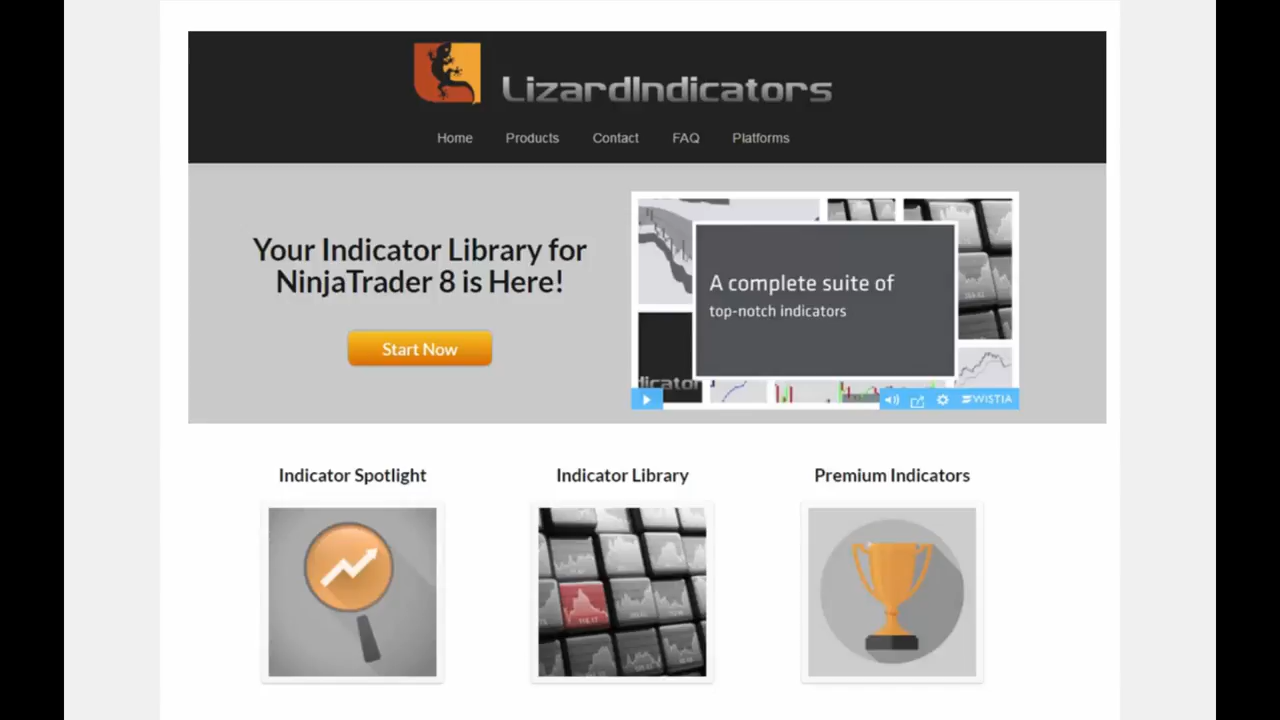 LizardIndicators
Home Products Contact FAQ Platforms
Your Indicator Library for
NinjaTrader 8 is Here!
Start Now
A complete suite of
top-notch indicators
dicator
WISTIA
Indicator Spotlight
Indicator Library
Premium Indicators